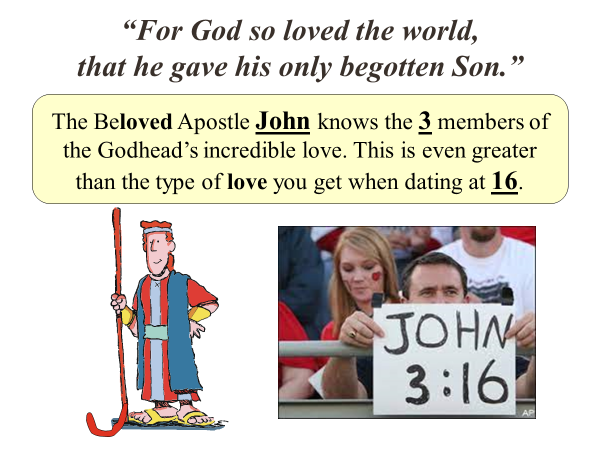 “For God so loved the world,
that he gave his only begotten Son.”
The Beloved Apostle John knows the 3 members of
the Godhead’s incredible love. This is even greater
than the type of love you get when dating at 16.
JOHN
3:16
AP